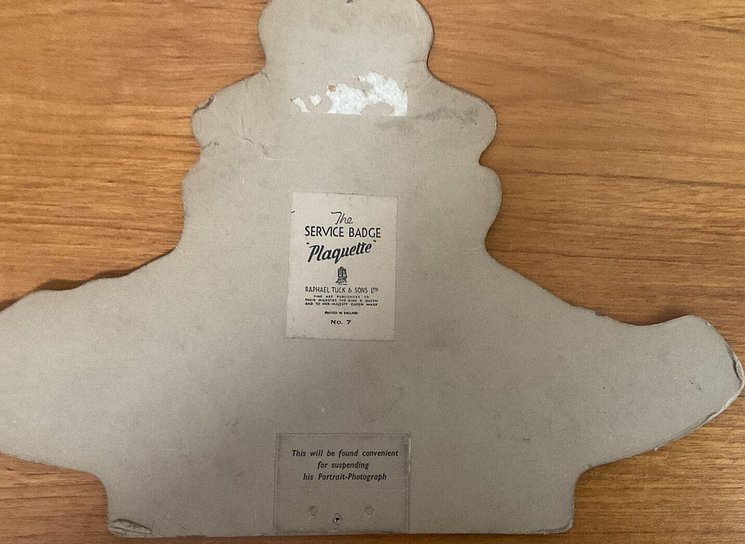 The
SERVICE BADGE
"Plaquette"
RAPHAEL TUCK & SONS LTD
FINE ART PUBLISHERS TO
THEIR MAJESTIES THE KING & QUEEN
AND TO HER MAJESTY QUEEN MARY
PRINTED IN ENGLAND
No. 7
This will be found convenient
for suspending
his Portrait-Photograph